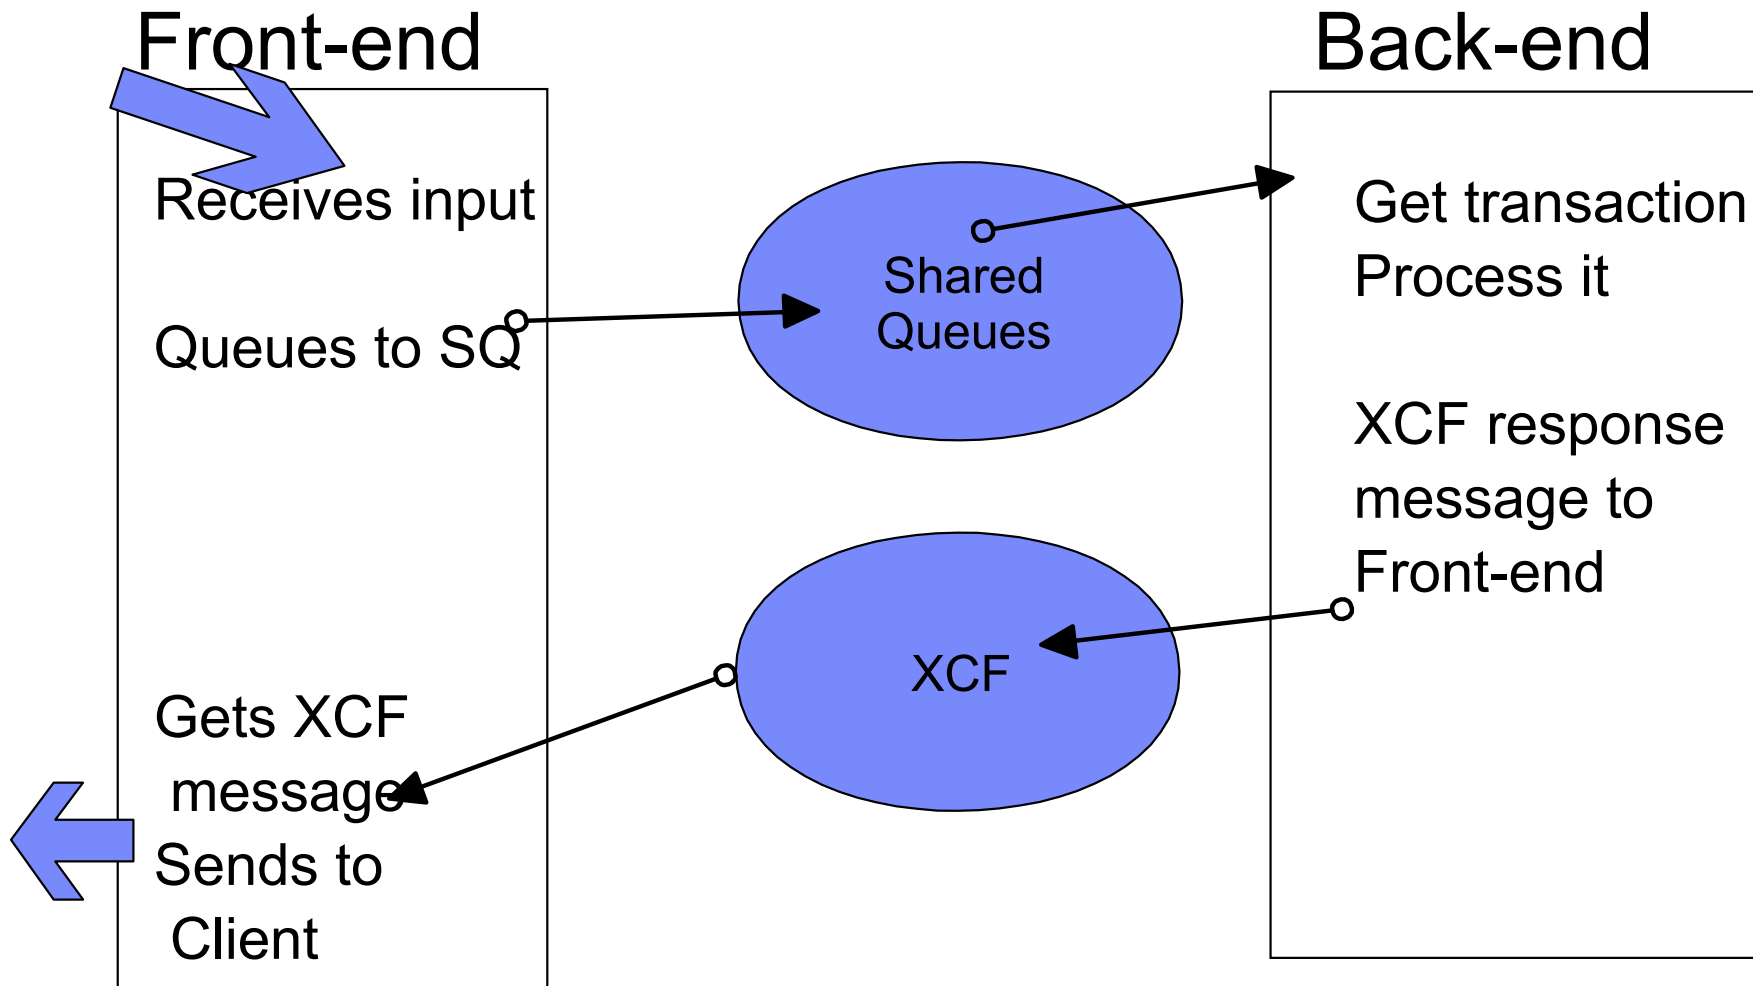 Front-end
Receives input
Queues to SQ
Gets XCF
message
Sends to
Client
Shared
Queues
XCF
Back-end
Get transaction
Process it
XCF response
message to
Front-end